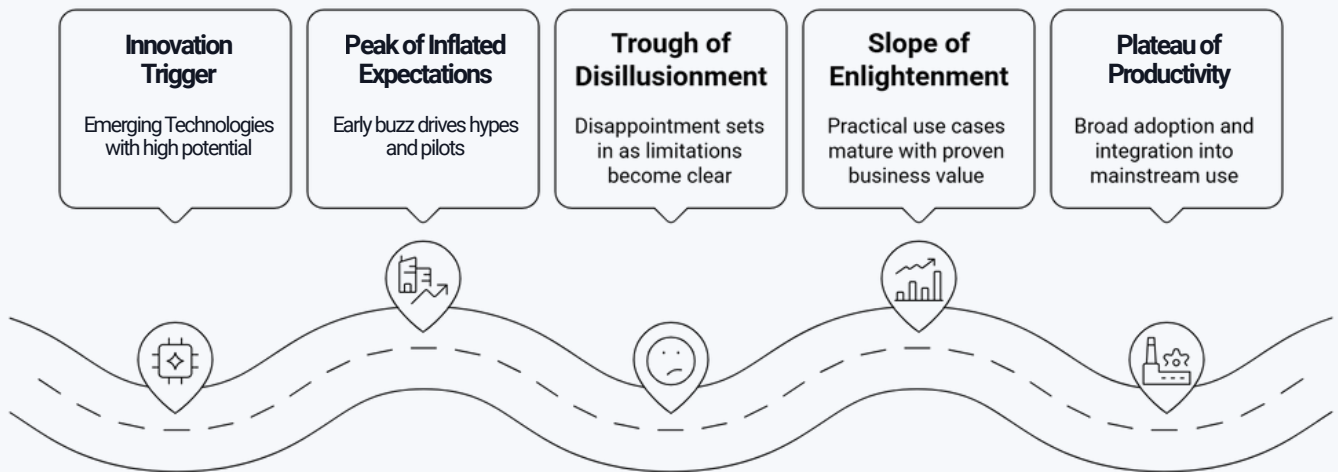 Innovation
Trigger
Emerging Technologies
with high potential
Peak of Inflated
Expectations
Early buzz drives hypes
and pilots
Trough of
Disillusionment
Disappointment sets
in as limitations
become clear
Slope of
Enlightenment
Practical use cases
mature with proven
business value
Plateau of
Productivity
Broad adoption and
integration into
mainstream use